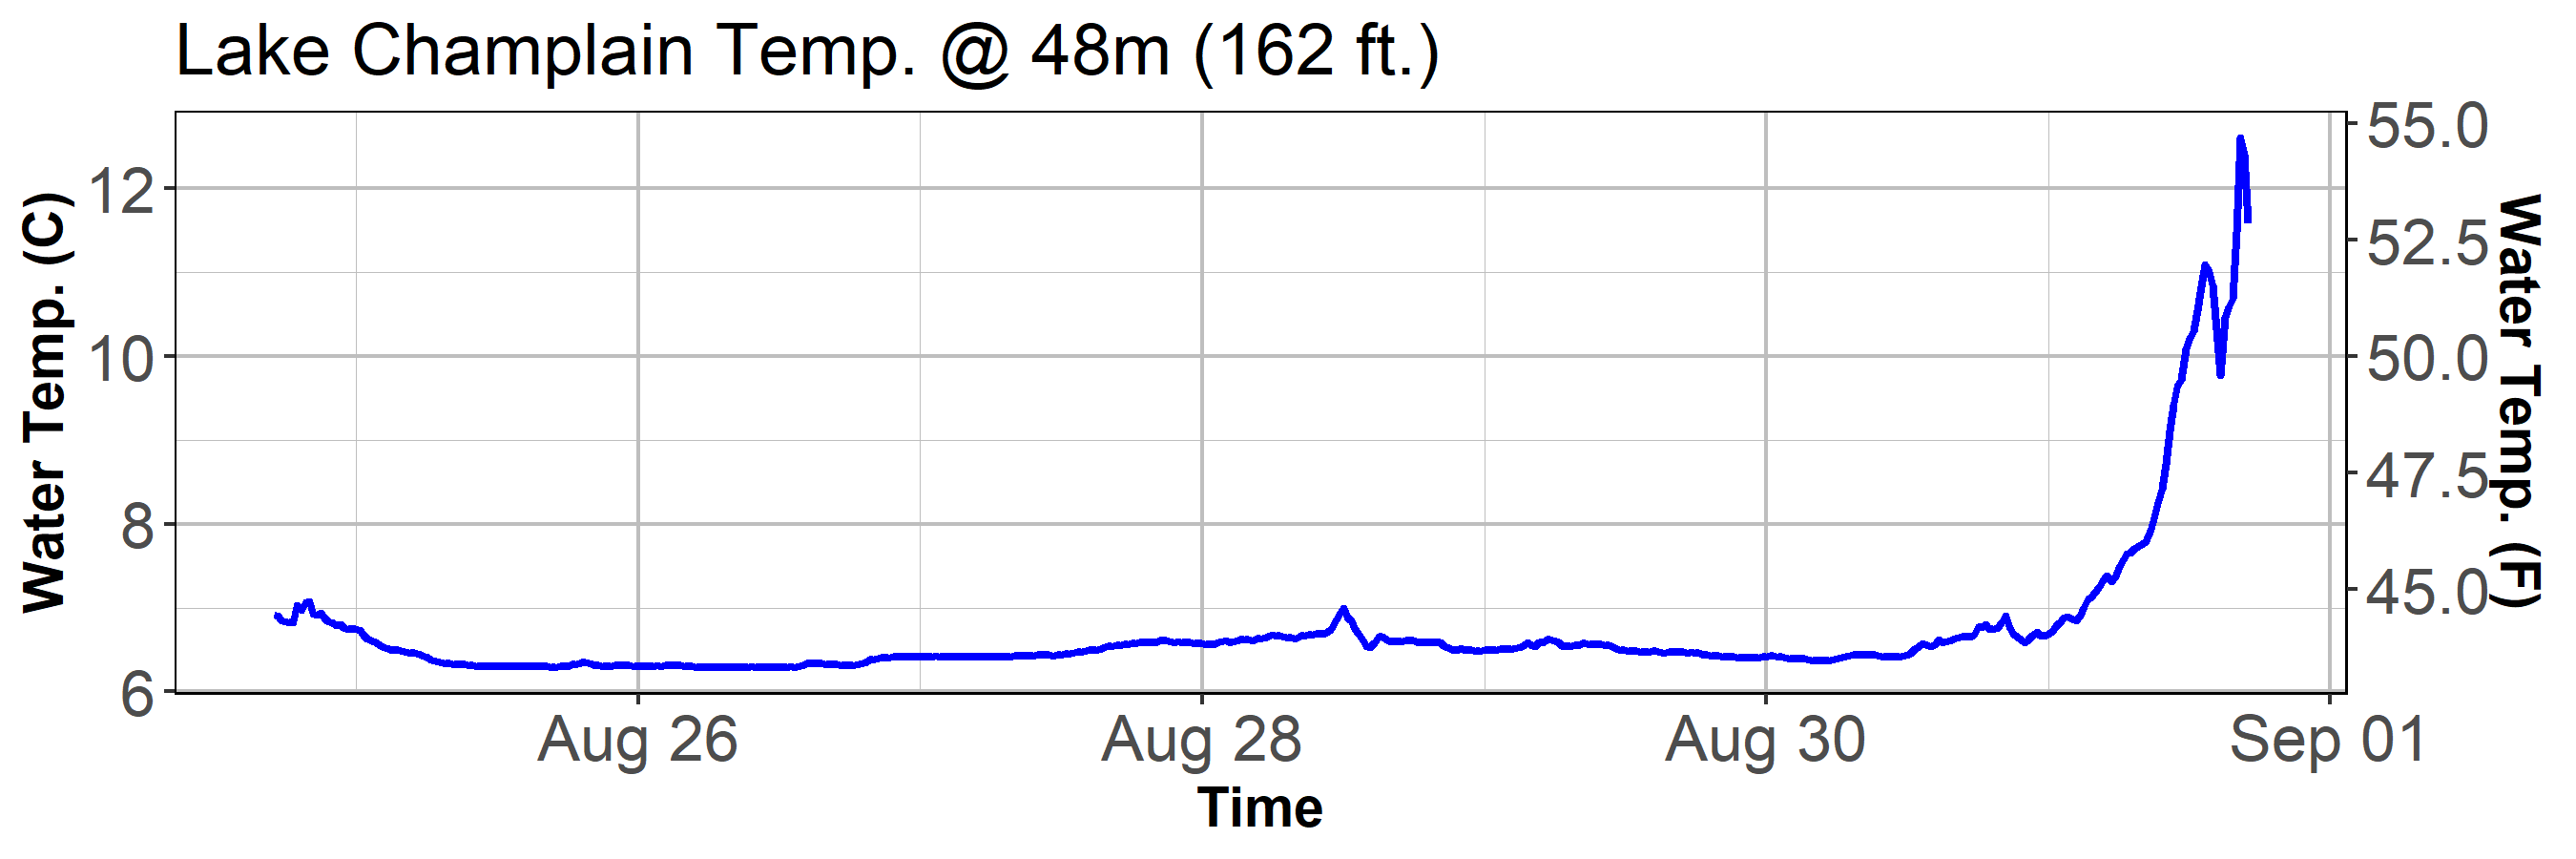 Lake Champlain Temp. @ 48m (162 ft.)
Water Temp. (C)
12
10
8
6
55.0
52.5
50.0
47.5
45.0
Water Temp. (F)
Aug 26 Aug 28 Aug 30 Sep 01
Time